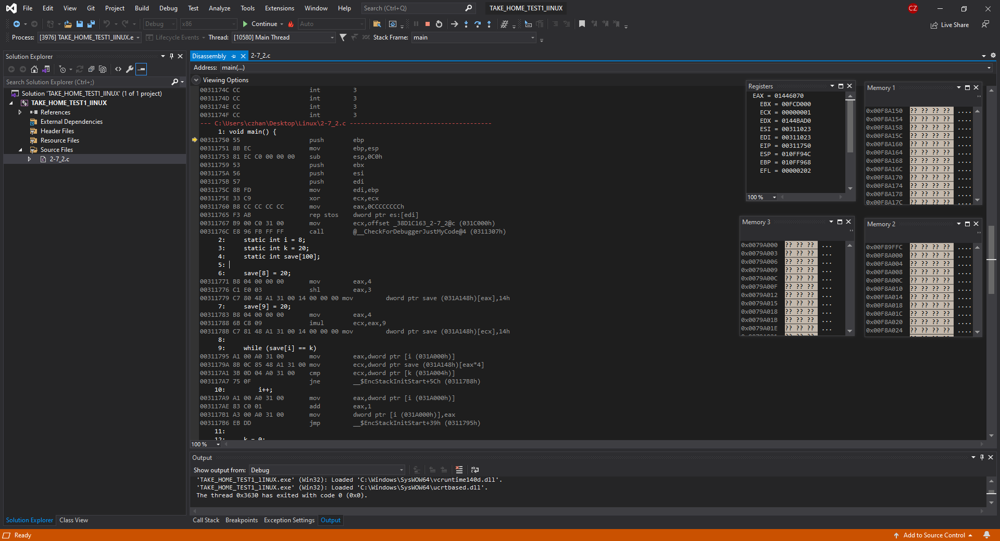 File Edit View Git Project Build Debug Test Analyze Tools Extensions Window Help Search (Ctrl+Q) TAKE_HOME_TEST1_lINUX CZ
Debug x86 Continue Auto Live Share
Process: [3976] TAKE_HOME_TEST1_lINUX.e Lifecycle Events Thread: [10580] Main Thread Stack Frame: main
Solution Explorer
Search Solution Explorer (Ctrl+;)
Solution 'TAKE_HOME_TEST1_lINUX' (1 of 1 project)
TAKE_HOME_TEST1_lINUX
References
External Dependencies
Header Files
Resource Files
Source Files
2-7_2.c
Solution Explorer Class View
Disassembly 2-7_2.c
Address: main(...)
Viewing Options
0031174C CC int 3
0031174D CC int 3
0031174E CC int 3
0031174F CC int 3
--- C:\Users\czhan\Desktop\Linux\2-7_2.c ---------------------------------------
1: void main() {
00311750 55 push ebp
00311751 8B EC mov ebp,esp
00311753 81 EC C0 00 00 00 sub esp,0C0h
00311759 53 push ebx
0031175A 56 push esi
0031175B 57 push edi
0031175C 8B FD mov edi,ebp
0031175E 33 C9 xor ecx,ecx
00311760 B8 CC CC CC CC mov eax,0CCCCCCCCh
00311765 F3 AB rep stos dword ptr es:[edi]
00311767 B9 00 C0 31 00 mov ecx,offset _38D1C163_2-7_2@c (031C000h)
0031176C E8 96 FB FF FF call @__CheckForDebuggerJustMyCode@4 (0311307h)
2: static int i = 8;
3: static int k = 20;
4: static int save[100];
5:
6: save[8] = 20;
00311771 B8 04 00 00 00 mov eax,4
00311776 C1 E0 03 shl eax,3
00311779 C7 80 48 A1 31 00 14 00 00 00 mov dword ptr save (031A148h)[eax],14h
7: save[9] = 20;
00311783 B8 04 00 00 00 mov eax,4
00311788 6B C8 09 imul ecx,eax,9
0031178B C7 81 48 A1 31 00 14 00 00 00 mov dword ptr save (031A148h)[ecx],14h
8:
9: while (save[i] == k)
00311795 A1 00 A0 31 00 mov eax,dword ptr [i (031A000h)]
0031179A 8B 0C 85 48 A1 31 00 mov ecx,dword ptr save (031A148h)[eax*4]
003117A1 3B 0D 04 A0 31 00 cmp ecx,dword ptr [k (031A004h)]
003117A7 75 0F jne __$EncStackInitStart+5Ch (03117B8h)
10: i++;
003117A9 A1 00 A0 31 00 mov eax,dword ptr [i (031A000h)]
003117AE 83 C0 01 add eax,1
003117B1 A3 00 A0 31 00 mov dword ptr [i (031A000h)],eax
003117B6 EB DD jmp __$EncStackInitStart+39h (0311795h)
11:
12: k = 0;
100 %
Registers
EAX = 01446070
EBX = 00FCD000
ECX = 00000001
EDX = 0144BAD0
ESI = 00311023
EDI = 00311023
EIP = 00311750
ESP = 010FF94C
EBP = 010FF968
EFL = 00000202
100 %
Memory 1
0x00F8A150 ?? ?? ?? ?? ....
0x00F8A154 ?? ?? ?? ?? ....
0x00F8A158 ?? ?? ?? ?? ....
0x00F8A15C ?? ?? ?? ?? ....
0x00F8A160 ?? ?? ?? ?? ....
0x00F8A164 ?? ?? ?? ?? ....
0x00F8A168 ?? ?? ?? ?? ....
0x00F8A16C ?? ?? ?? ?? ....
0x00F8A170 ?? ?? ?? ?? ....
0x00F8A174 ?? ?? ?? ?? ....
0x00F8A178 ?? ?? ?? ?? ....
0x00F8A17C ?? ?? ?? ?? ....
Memory 3
0x0079A000 ?? ?? ?? ...
0x0079A003 ?? ?? ?? ...
0x0079A006 ?? ?? ?? ...
0x0079A009 ?? ?? ?? ...
0x0079A00C ?? ?? ?? ...
0x0079A00F ?? ?? ?? ...
0x0079A012 ?? ?? ?? ...
0x0079A015 ?? ?? ?? ...
0x0079A018 ?? ?? ?? ...
0x0079A01B ?? ?? ?? ...
0x0079A01E ?? ?? ?? ...
Memory 2
0x00F89FFC ?? ?? ?? ?? ....
0x00F8A000 ?? ?? ?? ?? ....
0x00F8A004 ?? ?? ?? ?? ....
0x00F8A008 ?? ?? ?? ?? ....
0x00F8A00C ?? ?? ?? ?? ....
0x00F8A010 ?? ?? ?? ?? ....
0x00F8A014 ?? ?? ?? ?? ....
0x00F8A018 ?? ?? ?? ?? ....
0x00F8A01C ?? ?? ?? ?? ....
0x00F8A020 ?? ?? ?? ?? ....
0x00F8A024 ?? ?? ?? ?? ....
Output
Show output from: Debug
'TAKE_HOME_TEST1_lINUX.exe' (Win32): Loaded 'C:\Windows\SysWOW64\vcruntime140d.dll'.
'TAKE_HOME_TEST1_lINUX.exe' (Win32): Loaded 'C:\Windows\SysWOW64\ucrtbased.dll'.
The thread 0x3630 has exited with code 0 (0x0).
Call Stack Breakpoints Exception Settings Output
Ready Add to Source Control